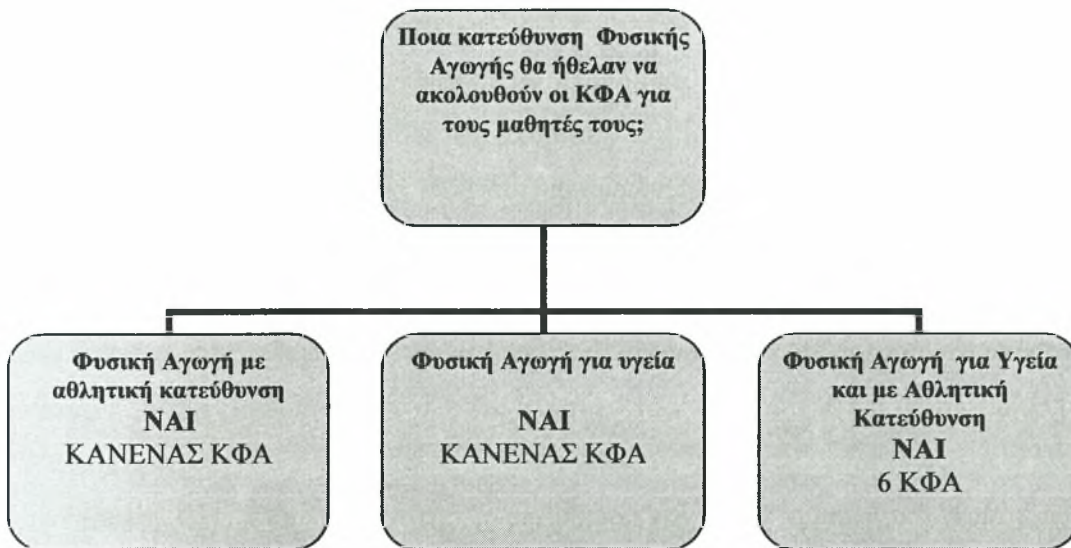 Ποια κατεύθυνση Φυσικής
Αγωγής θα ήθελαν να
ακολουθούν οι ΚΦΑ για
τους μαθητές τους;
Φυσική Αγωγή με
αθλητική κατεύθυνση
ΝΑΙ
ΚΑΝΕΝΑΣ ΚΦΑ
Φυσική Αγωγή για υγεία
ΝΑΙ
ΚΑΝΕΝΑΣ ΚΦΑ
Φυσική Αγωγή για Υγεία
και με Αθλητική
Κατεύθυνση
ΝΑΙ
6 ΚΦΑ